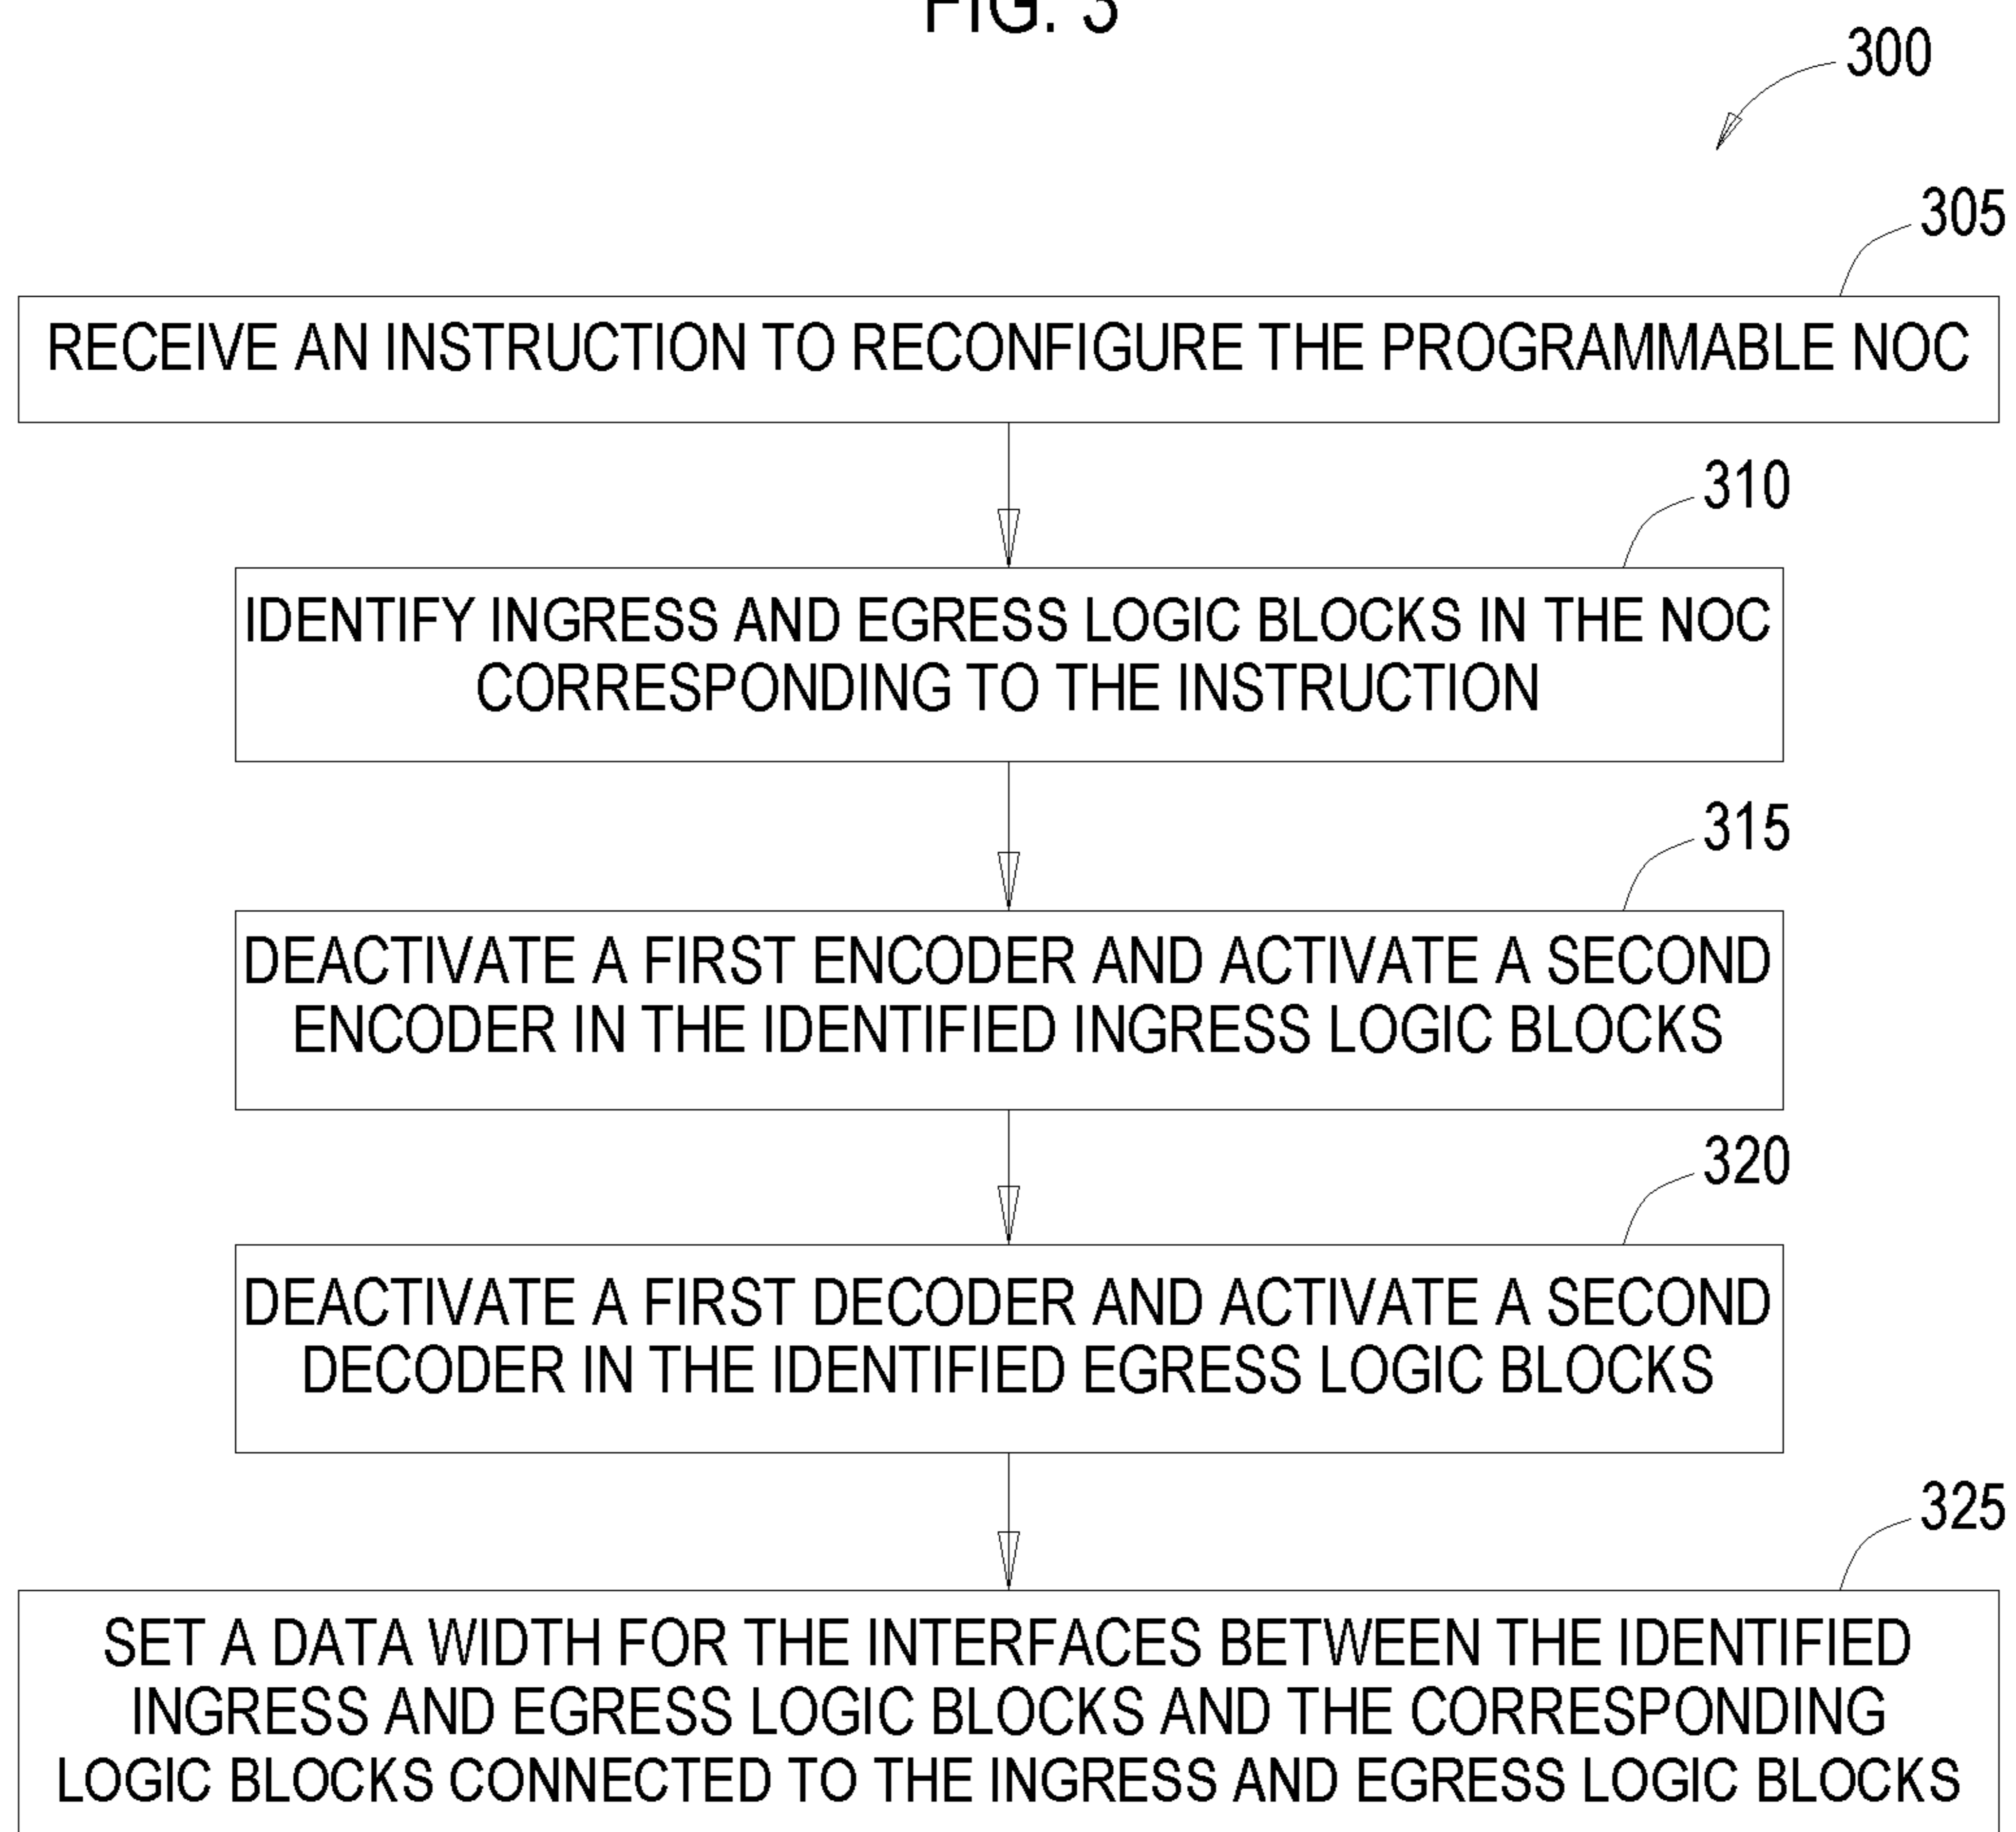 FIG. 3
300
305
RECEIVE AN INSTRUCTION TO RECONFIGURE THE PROGRAMMABLE NOC
310
IDENTIFY INGRESS AND EGRESS LOGIC BLOCKS IN THE NOC
CORRESPONDING TO THE INSTRUCTION
315
DEACTIVATE A FIRST ENCODER AND ACTIVATE A SECOND
ENCODER IN THE IDENTIFIED INGRESS LOGIC BLOCKS
320
DEACTIVATE A FIRST DECODER AND ACTIVATE A SECOND
DECODER IN THE IDENTIFIED EGRESS LOGIC BLOCKS
325
SET A DATA WIDTH FOR THE INTERFACES BETWEEN THE IDENTIFIED
INGRESS AND EGRESS LOGIC BLOCKS AND THE CORRESPONDING
LOGIC BLOCKS CONNECTED TO THE INGRESS AND EGRESS LOGIC BLOCKS